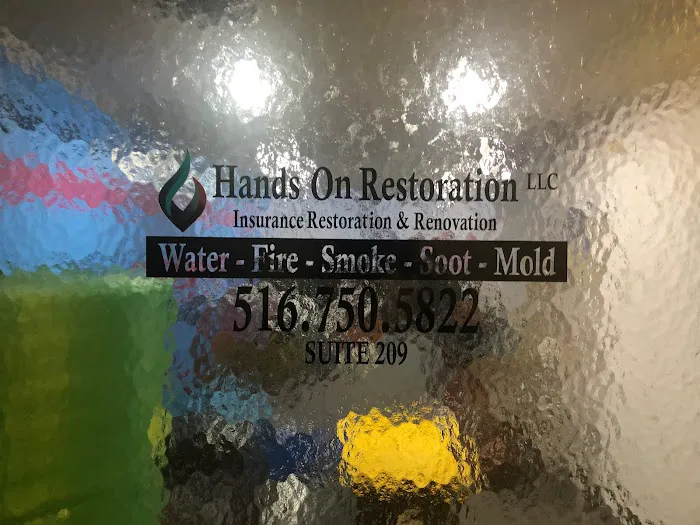 Hands On Restoration LLC
Insurance Restoration & Renovation
Water - Fire - Smoke - Soot - Mold
516.750.5822
SUITE 209